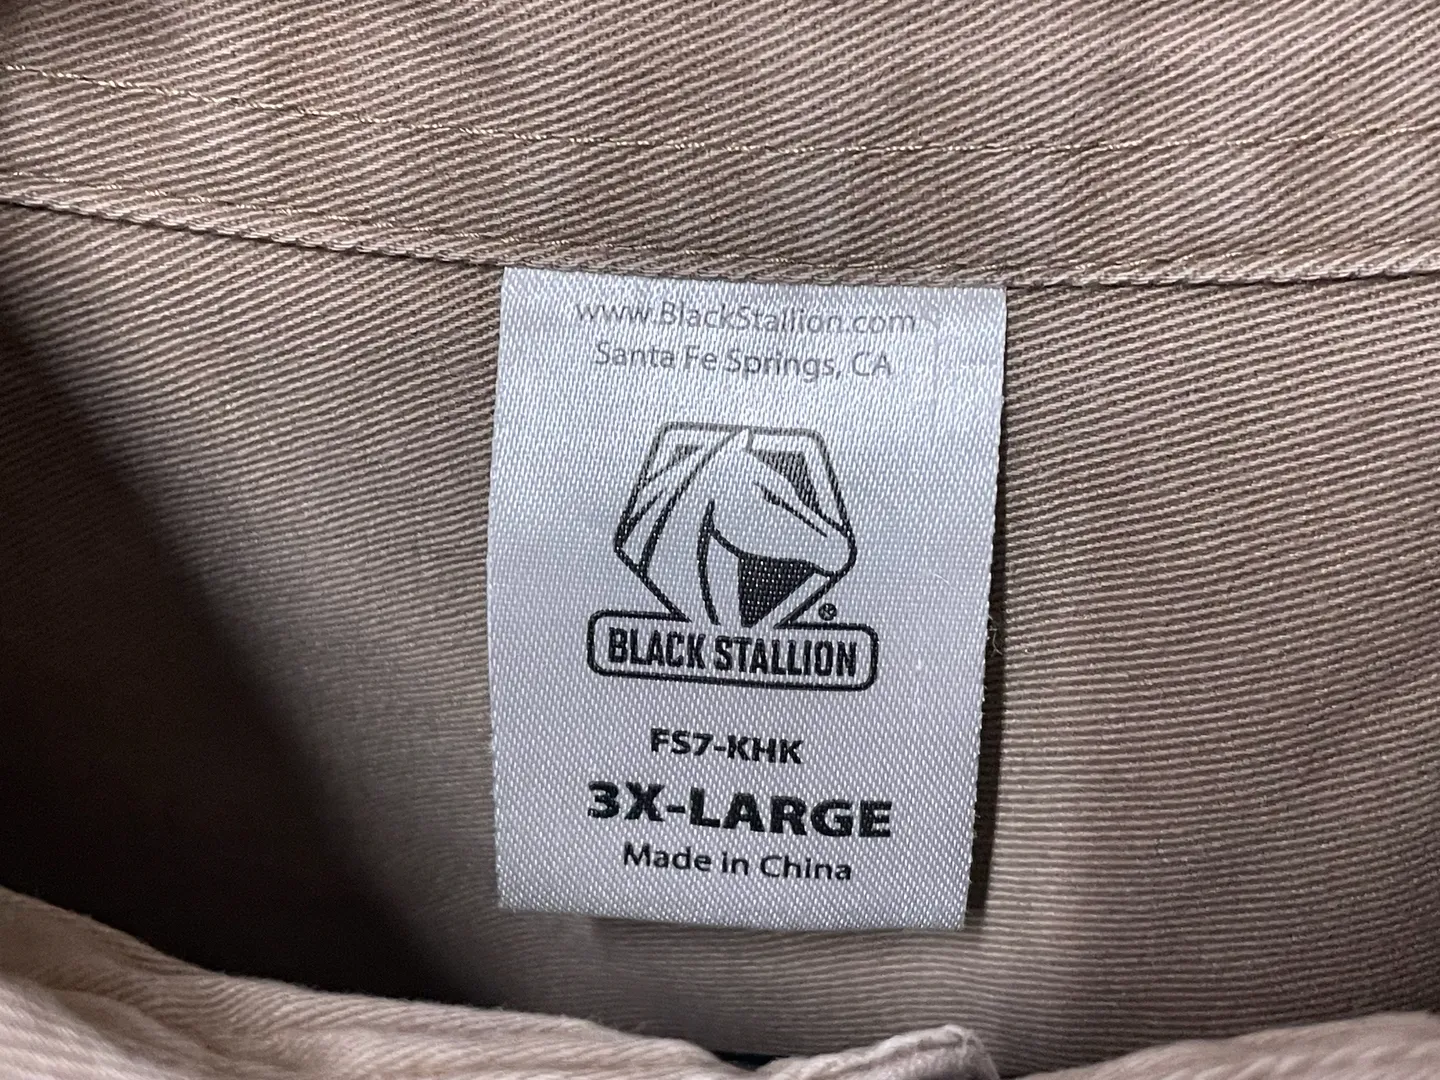 www.BlackStallion.com
Santa Fe Springs, CA
®
BLACK STALLION
FS7-KHK
3X-LARGE
Made in China